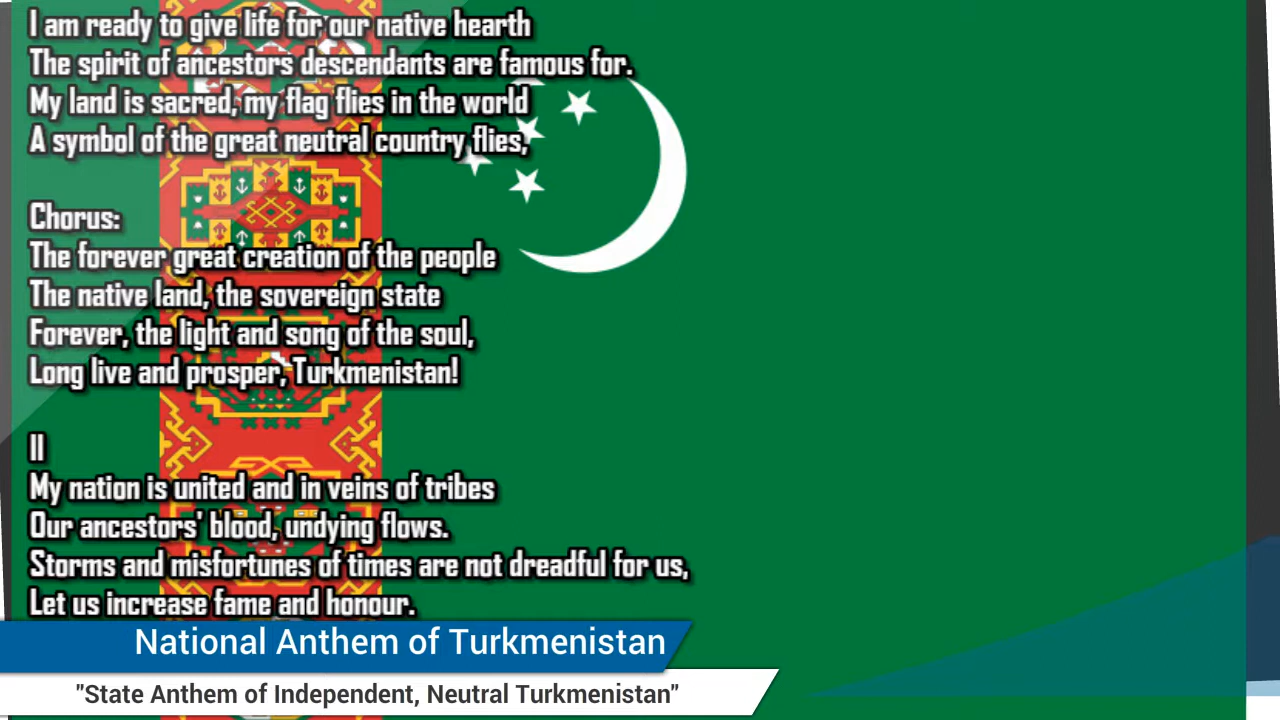 I am ready to give life for our native hearth
The spirit of ancestors descendants are famous for.
My land is sacred, my flag flies in the world
A symbol of the great neutral country flies,
Chorus:
The forever great creation of the people
The native land, the sovereign state
Forever, the light and song of the soul,
Long live and prosper, Turkmenistan!
II
My nation is united and in veins of tribes
Our ancestors' blood, undying flows.
Storms and misfortunes of times are not dreadful for us,
Let us increase fame and honour.
National Anthem of Turkmenistan
"State Anthem of Independent, Neutral Turkmenistan"